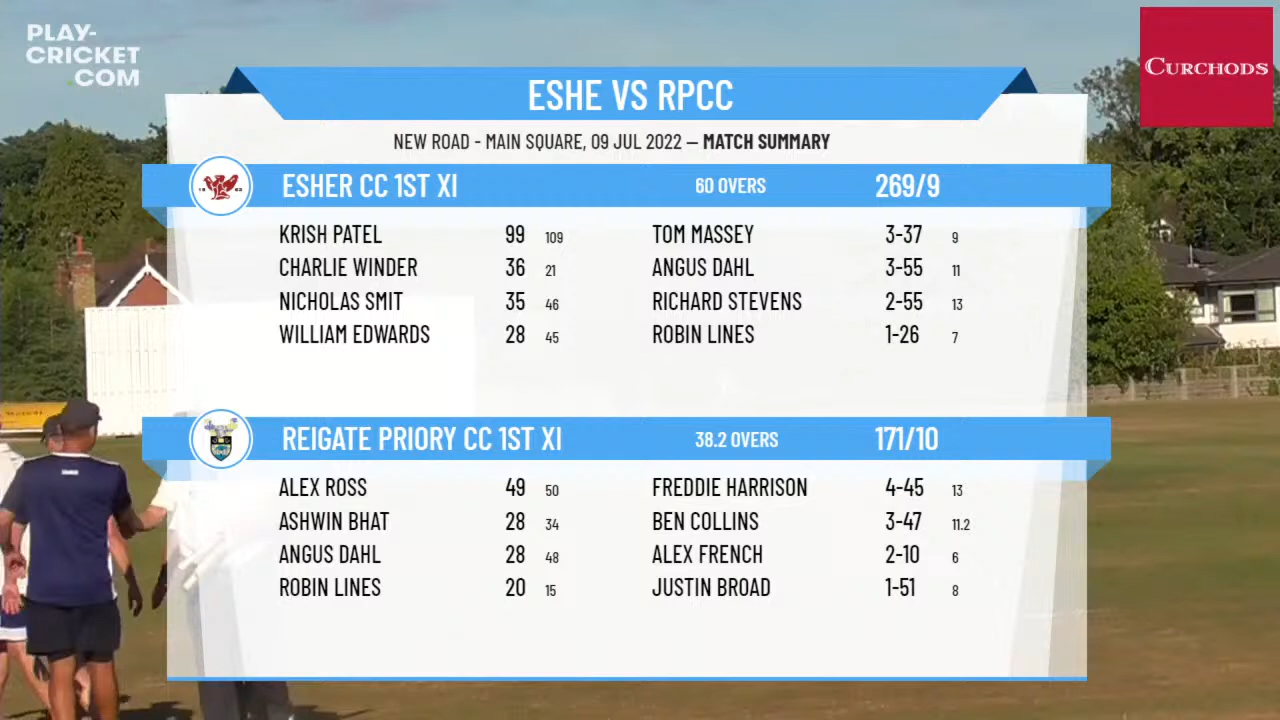 PLAY-
CRICKET
.COM
CURCHODS
ESHE VS RPCC
NEW ROAD - MAIN SQUARE, 09 JUL 2022 – MATCH SUMMARY
ESHER CC 1ST XI 60 OVERS 269/9
KRISH PATEL 99 109 TOM MASSEY 3-37 9
CHARLIE WINDER 36 21 ANGUS DAHL 3-55 11
NICHOLAS SMIT 35 46 RICHARD STEVENS 2-55 13
WILLIAM EDWARDS 28 45 ROBIN LINES 1-26 7
REIGATE PRIORY CC 1ST XI 38.2 OVERS 171/10
ALEX ROSS 49 50 FREDDIE HARRISON 4-45 13
ASHWIN BHAT 28 34 BEN COLLINS 3-47 11.2
ANGUS DAHL 28 48 ALEX FRENCH 2-10 6
ROBIN LINES 20 15 JUSTIN BROAD 1-51 8